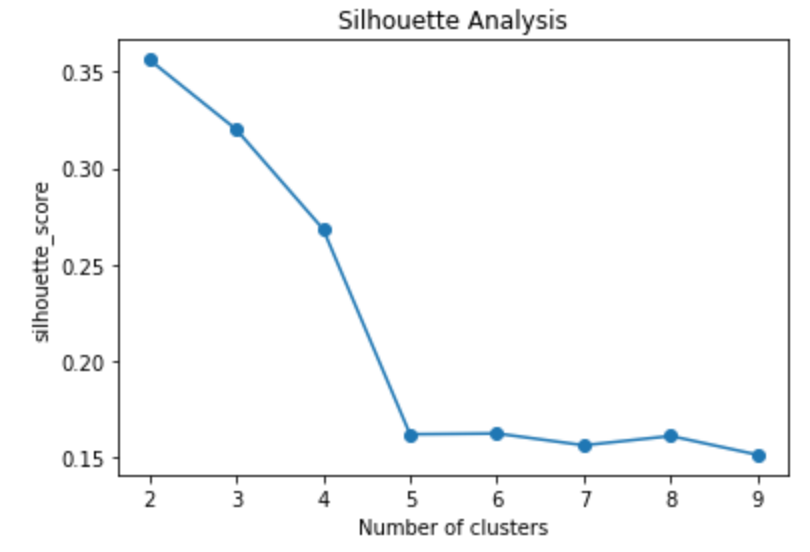 Silhouette Analysis
silhouette_score
0.35
0.30
0.25
0.20
0.15
2 3 4 5 6 7 8 9
Number of clusters